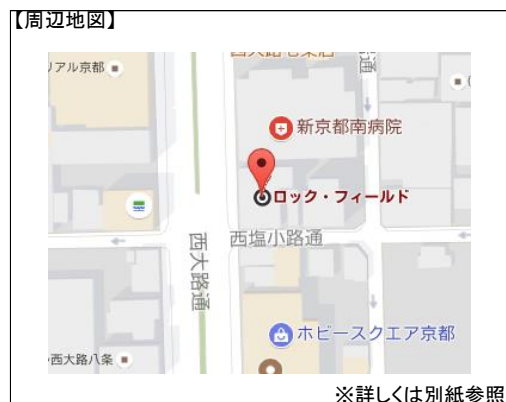 【周辺地図】
リアル京都
通
新京都南病院
ロック・フィールド
西塩小路通
西大路通
ホビースクエア京都
西大路八条
※詳しくは別紙参照